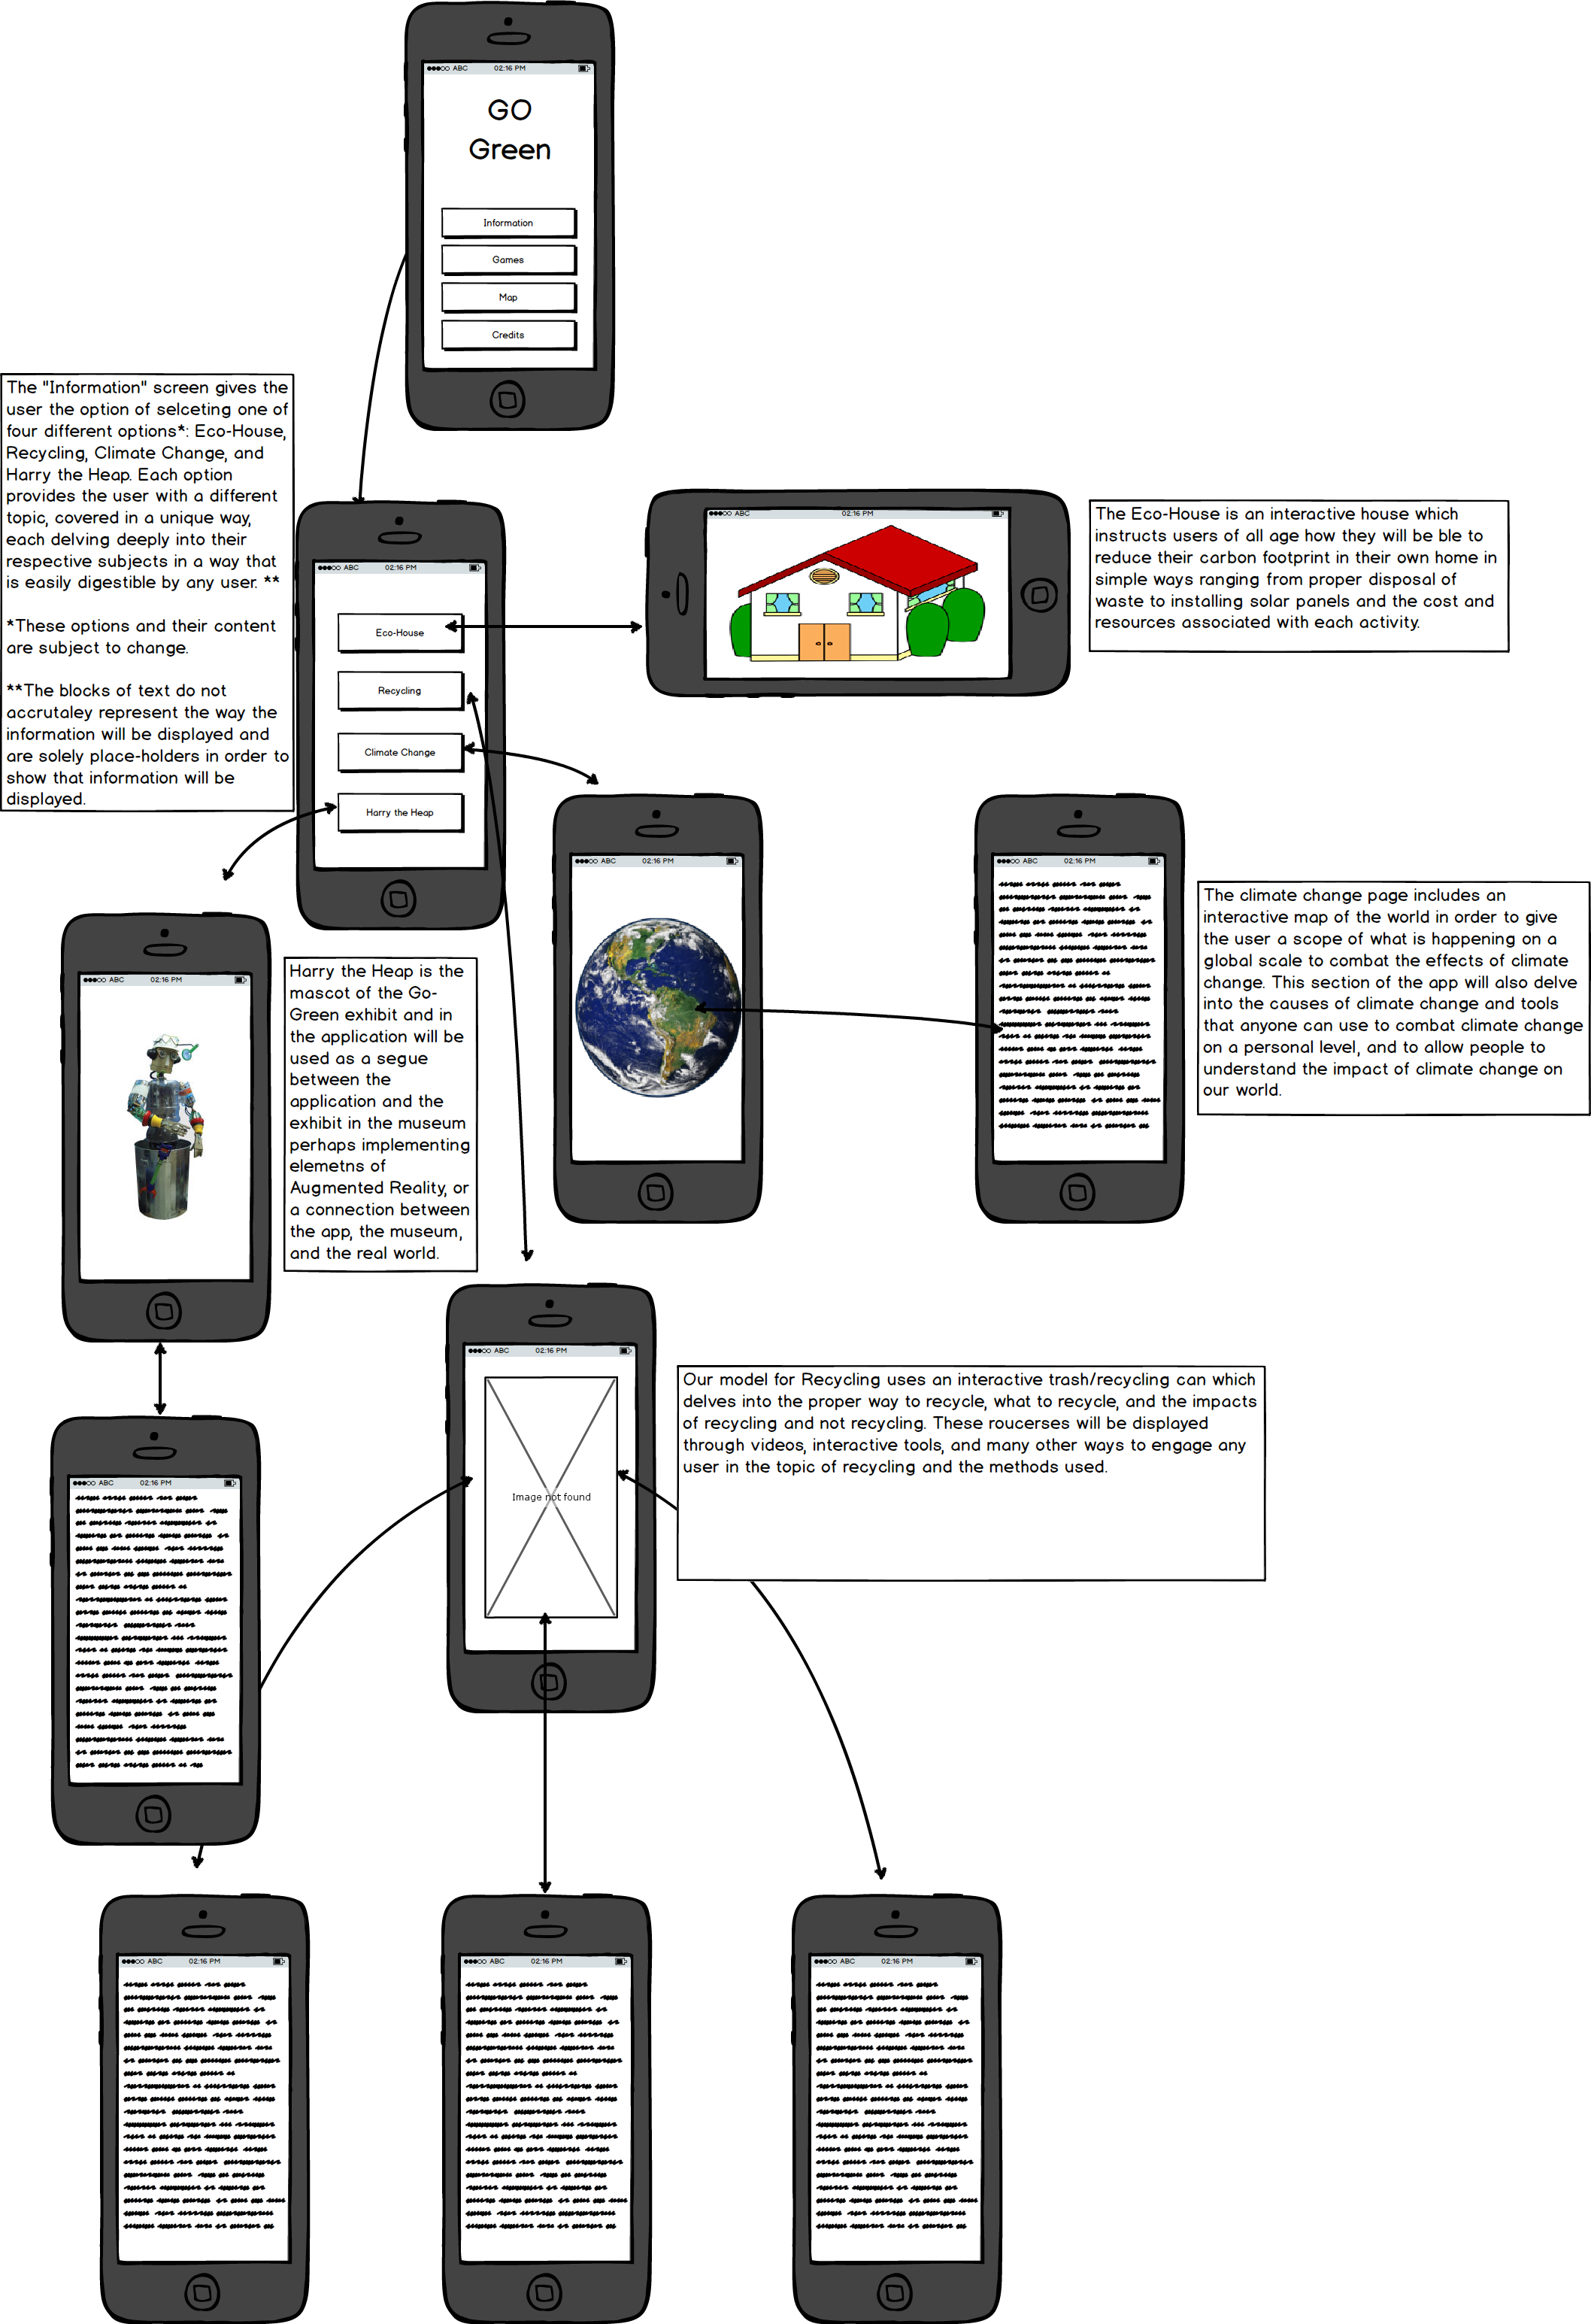 ABC 02:16 PM
GO
Green
Information
Games
Map
Credits
The "Information" screen gives the
user the option of selceting one of
four different options*: Eco-House,
Recycling, Climate Change, and
Harry the Heap. Each option
provides the user with a different
topic, covered in a unique way,
each delving deeply into their
respective subjects in a way that
is easily digestible by any user. **
*These options and their content
are subject to change.
**The blocks of text do not
accrutaley represent the way the
information will be displayed and
are solely place-holders in order to
show that information will be
displayed.
ABC 02:16 PM
Eco-House
Recycling
Climate Change
Harry the Heap
ABC 02:16 PM
The Eco-House is an interactive house which
instructs users of all age how they will be ble to
reduce their carbon footprint in their own home in
simple ways ranging from proper disposal of
waste to installing solar panels and the cost and
resources associated with each activity.
ABC 02:16 PM
ABC 02:16 PM
The climate change page includes an
interactive map of the world in order to give
the user a scope of what is happening on a
global scale to combat the effects of climate
change. This section of the app will also delve
into the causes of climate change and tools
that anyone can use to combat climate change
on a personal level, and to allow people to
understand the impact of climate change on
our world.
ABC 02:16 PM
Harry the Heap is the
mascot of the Go-
Green exhibit and in
the application will be
used as a segue
between the
application and the
exhibit in the museum
perhaps implementing
elemetns of
Augmented Reality, or
a connection between
the app, the museum,
and the real world.
ABC 02:16 PM
Image not found
Our model for Recycling uses an interactive trash/recycling can which
delves into the proper way to recycle, what to recycle, and the impacts
of recycling and not recycling. These roucerses will be displayed
through videos, interactive tools, and many other ways to engage any
user in the topic of recycling and the methods used.
ABC 02:16 PM
ABC 02:16 PM
ABC 02:16 PM
ABC 02:16 PM